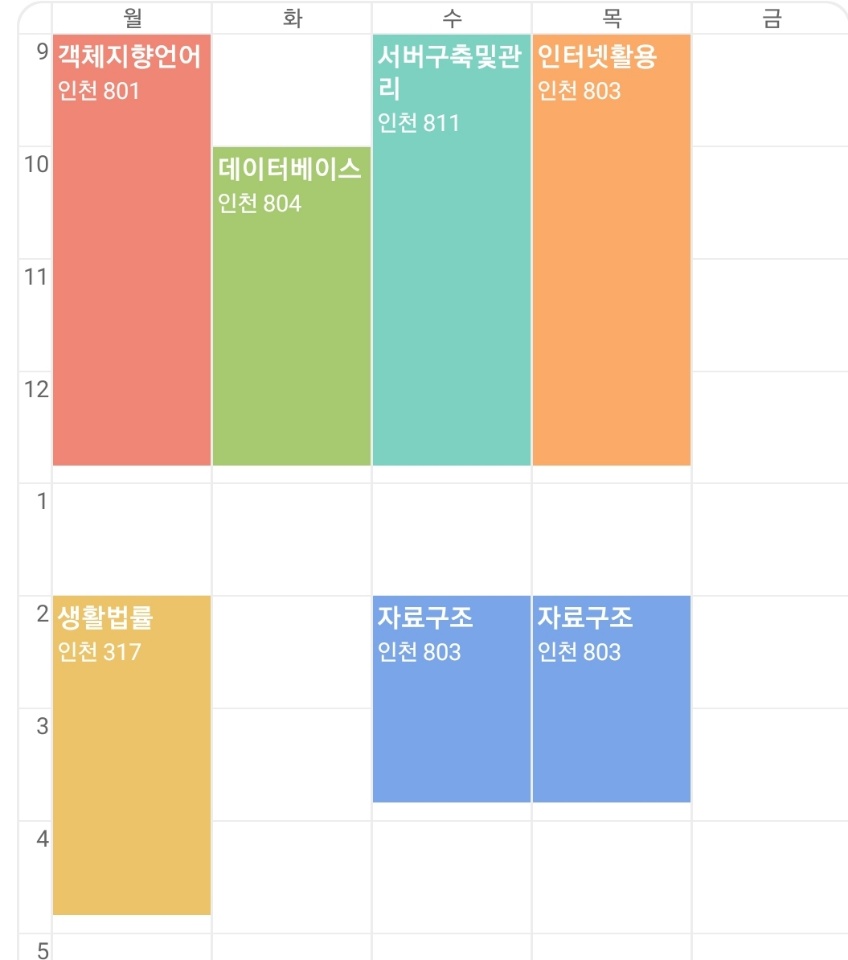 월 화 수 목 금
9
객체지향언어
인천 801
서버구축및관
리
인천 811
인터넷활용
인천 803
10
데이터베이스
인천 804
11
12
1
2
생활법률
인천 317
자료구조
인천 803
자료구조
인천 803
3
4
5